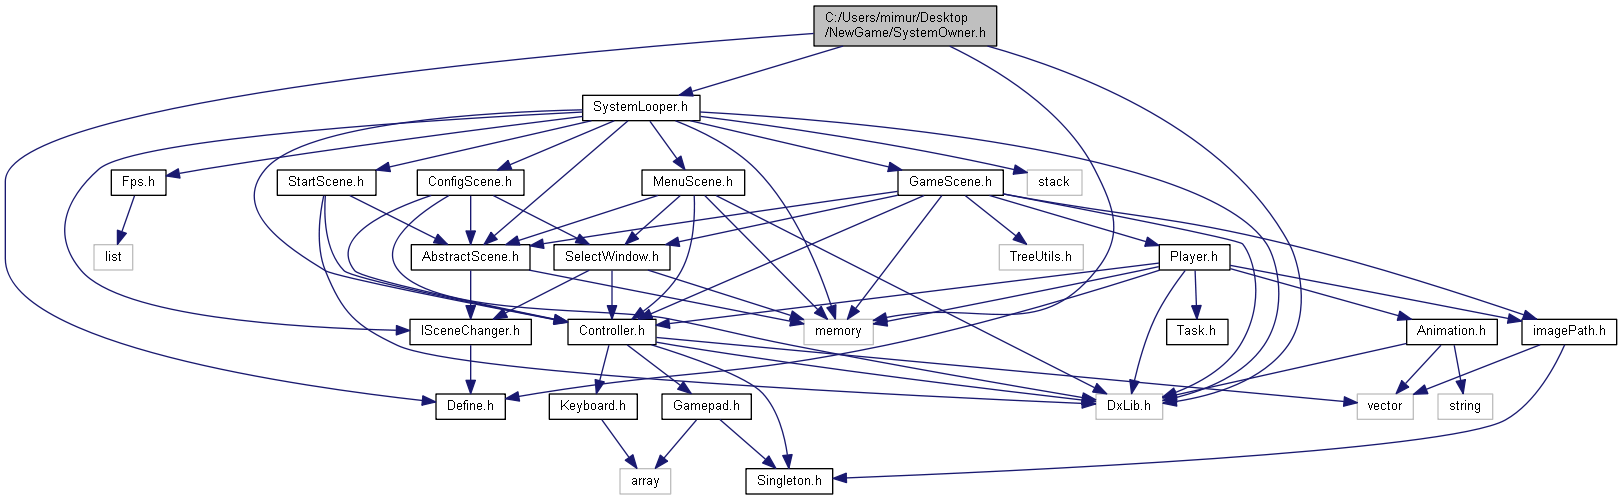 C:/Users/mimur/Desktop
/NewGame/SystemOwner.h
SystemLooper.h
Fps.h
StartScene.h
ConfigScene.h
MenuScene.h
GameScene.h
stack
list
AbstractScene.h
SelectWindow.h
TreeUtils.h
Player.h
ISceneChanger.h
Controller.h
memory
Task.h
Animation.h
imagePath.h
Define.h
Keyboard.h
Gamepad.h
DxLib.h
vector
string
array
Singleton.h